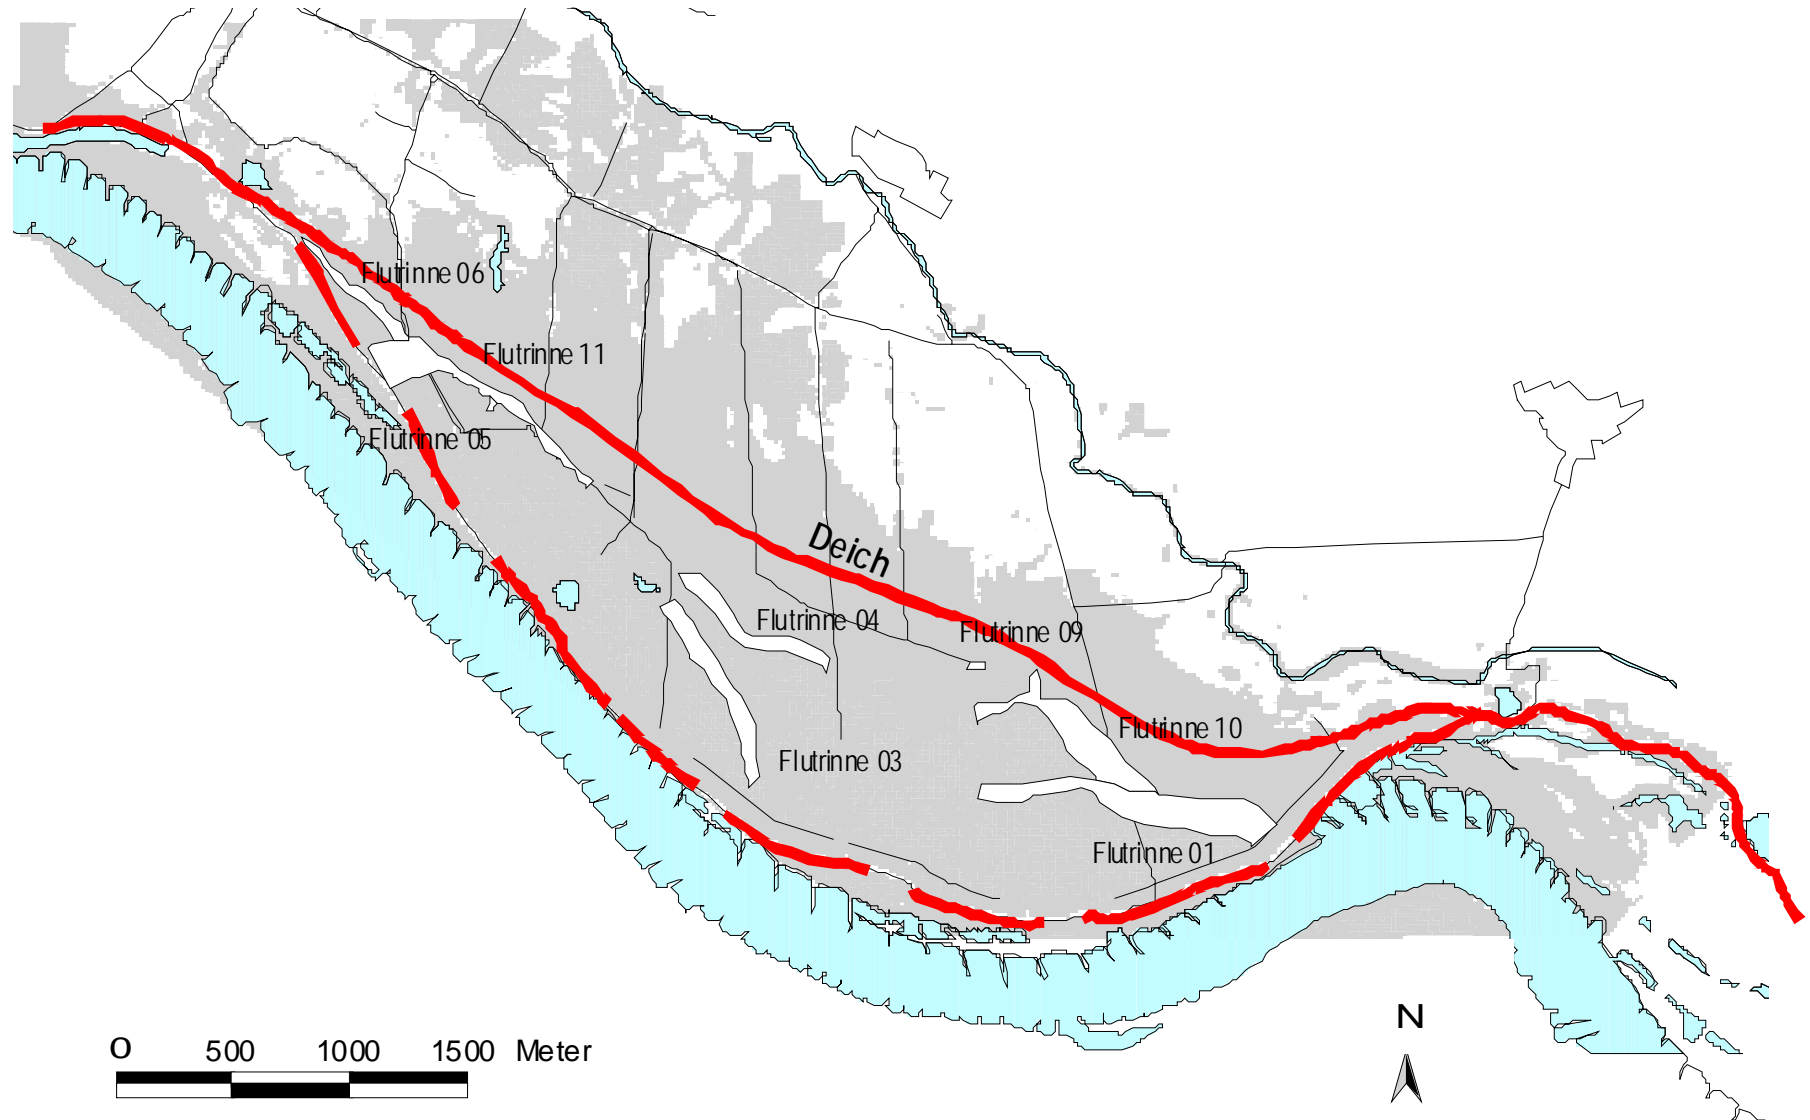 Flutrinne 06
Flutrinne 11
Flutrinne 05
Deich
Flutrinne 04
Flutrinne 09
Flutrinne 10
Flutrinne 03
Flutrinne 01
N
0 500 1000 1500 Meter